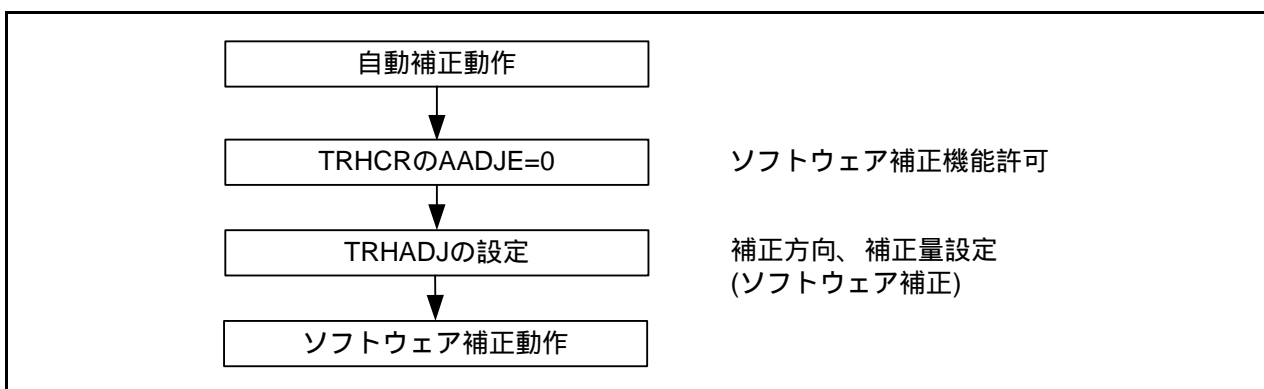 自動補正動作
TRHCRのAADJE=0
ソフトウェア補正機能許可
TRHADJの設定
補正方向、補正量設定
(ソフトウェア補正)
ソフトウェア補正動作